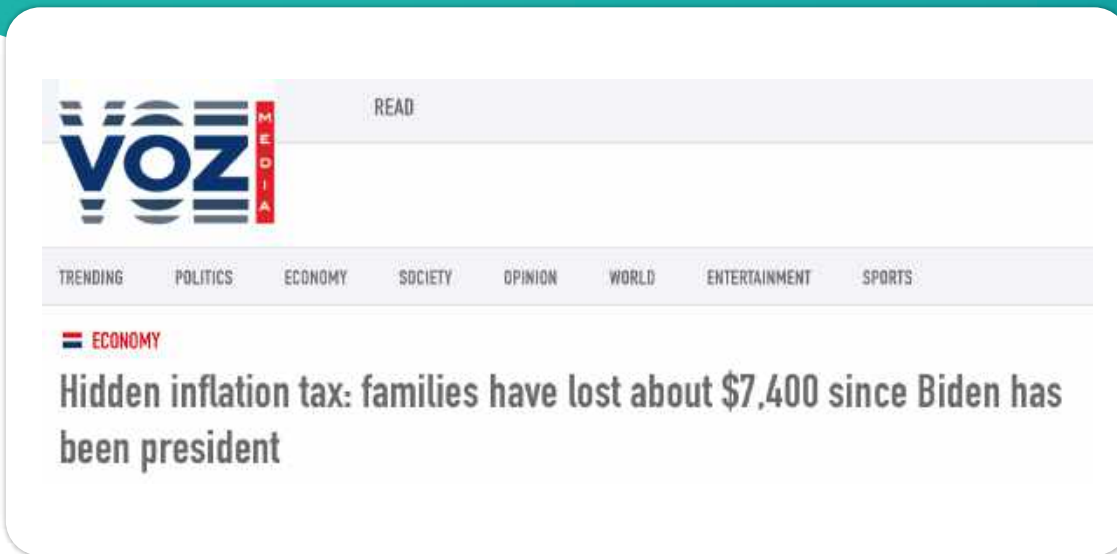 READ
VOZ
MEDIA
TRENDING POLITICS ECONOMY SOCIETY OPINION WORLD ENTERTAINMENT SPORTS
ECONOMY
Hidden inflation tax: families have lost about $7,400 since Biden has
been president